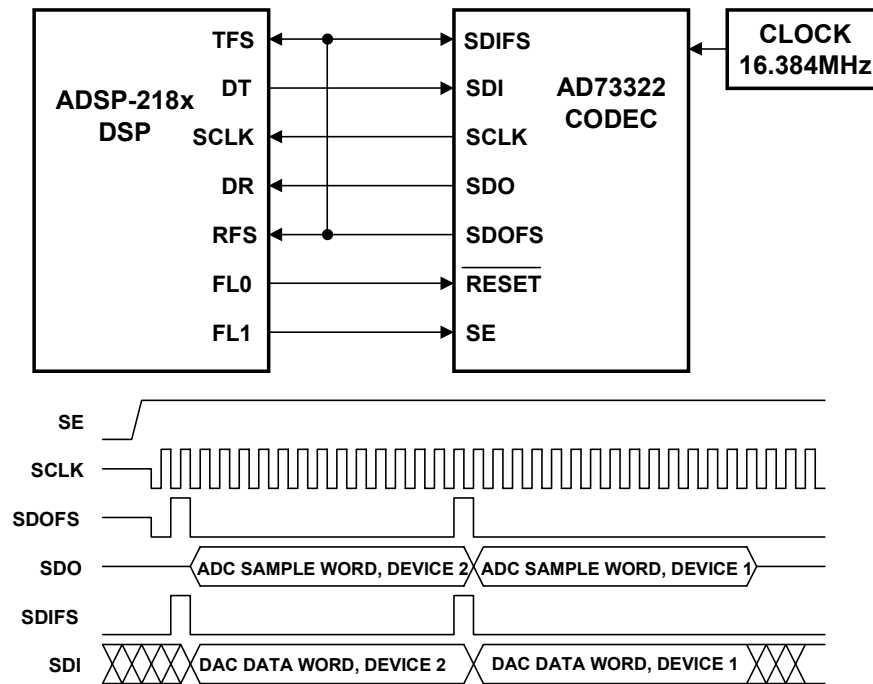 ADSP-218x
DSP
TFS
DT
SCLK
DR
RFS
FL0
FL1
SDIFS
SDI
SCLK
SDO
SDOFS
RESET
SE
AD73322
CODEC
CLOCK
16.384MHz
SE
SCLK
SDOFS
SDO
ADC SAMPLE WORD, DEVICE 2
ADC SAMPLE WORD, DEVICE 1
SDIFS
SDI
DAC DATA WORD, DEVICE 2
DAC DATA WORD, DEVICE 1